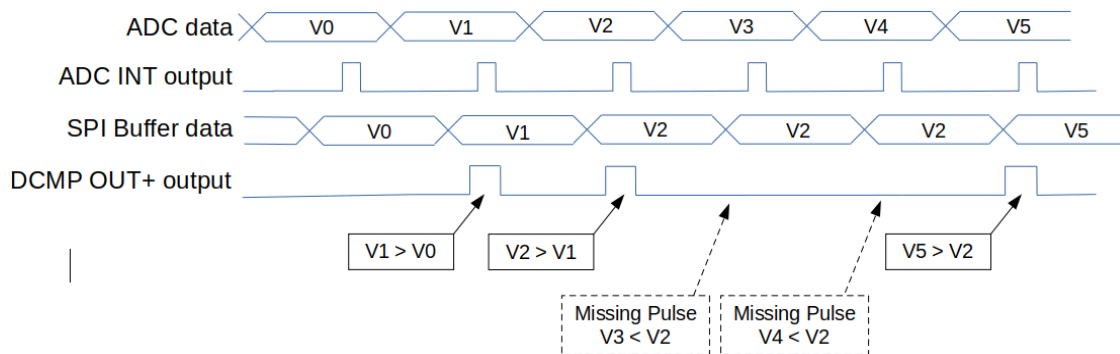 ADC data V0 V1 V2 V3 V4 V5
ADC INT output
SPI Buffer data V0 V1 V2 V2 V2 V5
DCMP OUT+ output
V1 > V0 V2 > V1 V5 > V2
Missing Pulse Missing Pulse
V3 < V2 V4 < V2